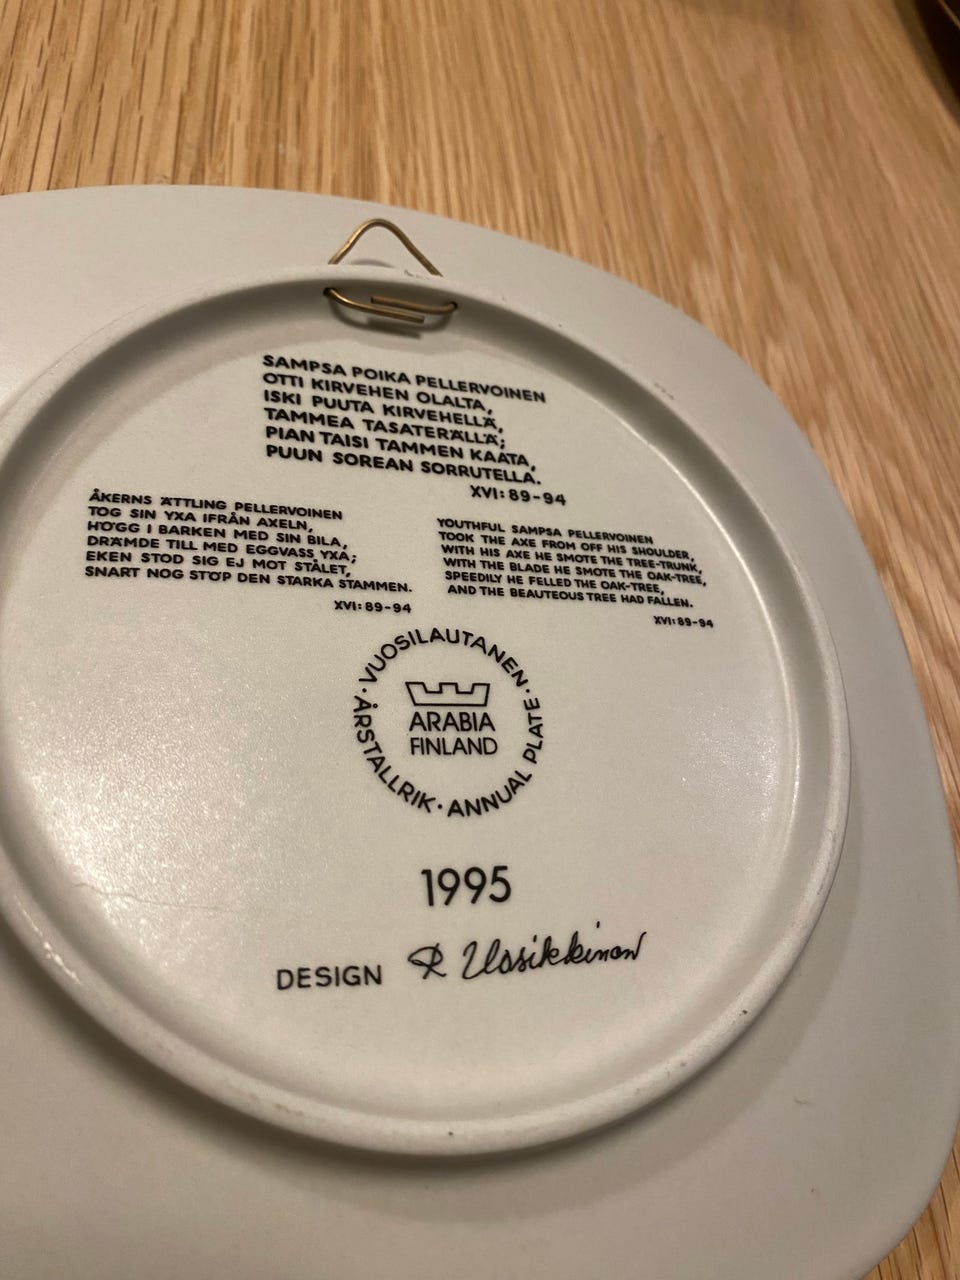 SAMPSA POIKA PELLERVOINEN
OTTI KIRVEHEN OLALTA,
ISKI PUUTA KIRVEHELLÄ,
TAMMEA TASATERÄLLÄ;
PIAN TAISI TAMMEN KAATA,
PUUN SOREAN SORRUTELLA.
XVI: 89-94
ÅKERNS ÄTTLING PELLERVOINEN
TOG SIN YXA IFRÅN AXELN,
HÖGG I BARKEN MED SIN BILA,
DRÄMDE TILL MED EGGVASS YXA;
EKEN STOD SIG EJ MOT STÅLET,
SNART NOG STÖP DEN STARKA STAMMEN.
XVI: 89-94
YOUTHFUL SAMPSA PELLERVOINEN
TOOK THE AXE FROM OFF HIS SHOULDER,
WITH HIS AXE HE SMOTE THE TREE-TRUNK,
WITH THE BLADE HE SMOTE THE OAK-TREE,
SPEEDILY HE FELLED THE OAK-TREE,
AND THE BEAUTEOUS TREE HAD FALLEN.
XVI: 89-94
· VUOSILAUTANEN · ANNUAL PLATE · ÅRSTALLRIK
ARABIA
FINLAND
1995
DESIGN R Uosikkinen